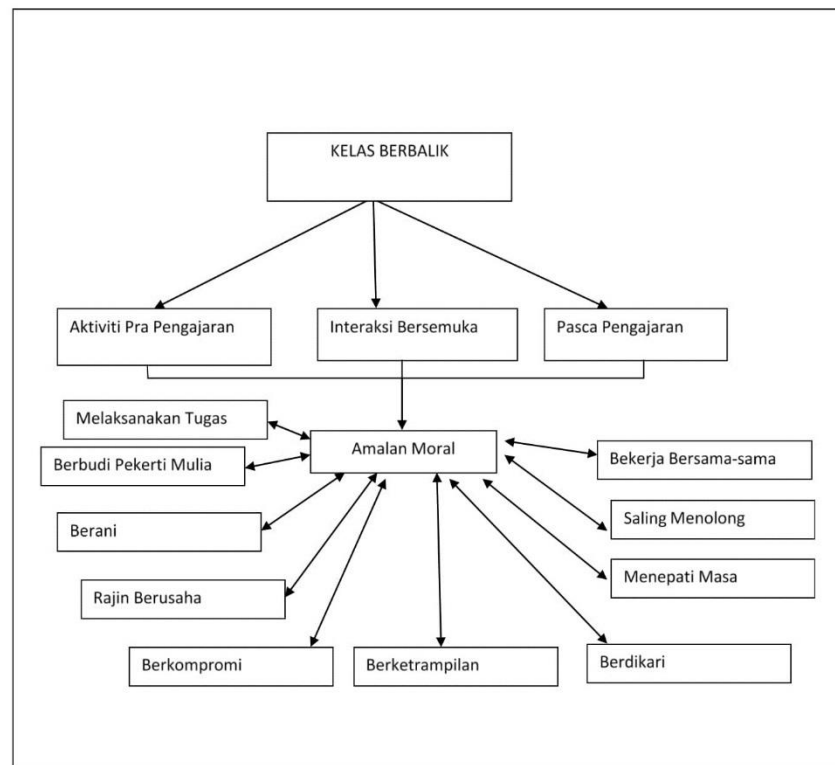 KELAS BERBALIK
Aktiviti Pra Pengajaran
Interaksi Bersemuka
Pasca Pengajaran
Melaksanakan Tugas
Amalan Moral
Bekerja Bersama-sama
Berbudi Pekerti Mulia
Saling Menolong
Berani
Menepati Masa
Rajin Berusaha
Berkompromi
Berketrampilan
Berdikari